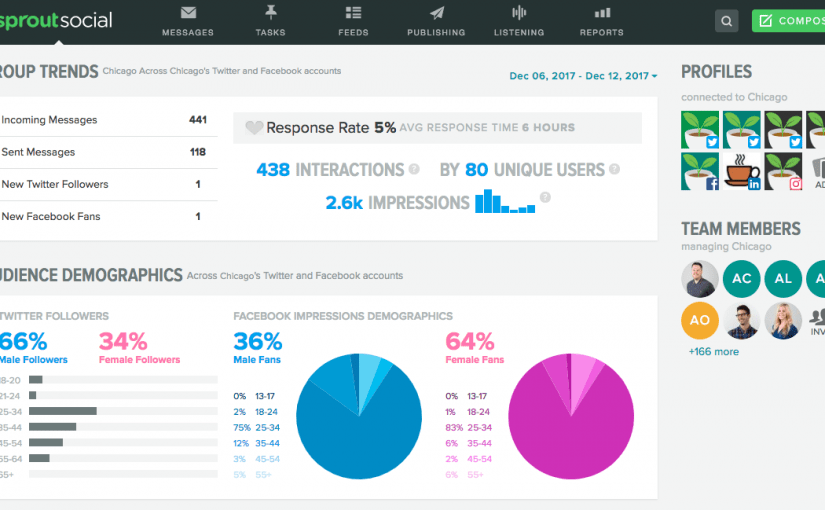 sproutsocial
MESSAGES
TASKS
FEEDS
PUBLISHING
LISTENING
REPORTS
COMPOS
ROUP TRENDS Chicago Across Chicago's Twitter and Facebook accounts
Dec 06, 2017 - Dec 12, 2017
Incoming Messages 441
Sent Messages 118
New Twitter Followers 1
New Facebook Fans 1
Response Rate 5% AVG RESPONSE TIME 6 HOURS
438 INTERACTIONS ? BY 80 UNIQUE USERS ?
2.6k IMPRESSIONS ?
PROFILES
connected to Chicago
in
AD
TEAM MEMBERS
managing Chicago
AC
AL
A
AO
INV
+166 more
UDIENCE DEMOGRAPHICS Across Chicago's Twitter and Facebook accounts
TWITTER FOLLOWERS
66%
Male Followers
34%
Female Followers
18-20
21-24
25-34
35-44
45-54
55-64
65+
FACEBOOK IMPRESSIONS DEMOGRAPHICS
36%
Male Fans
0% 13-17
2% 18-24
75% 25-34
12% 35-44
3% 45-54
5% 55+
64%
Female Fans
0% 13-17
1% 18-24
83% 25-34
6% 35-44
2% 45-54
6% 55+